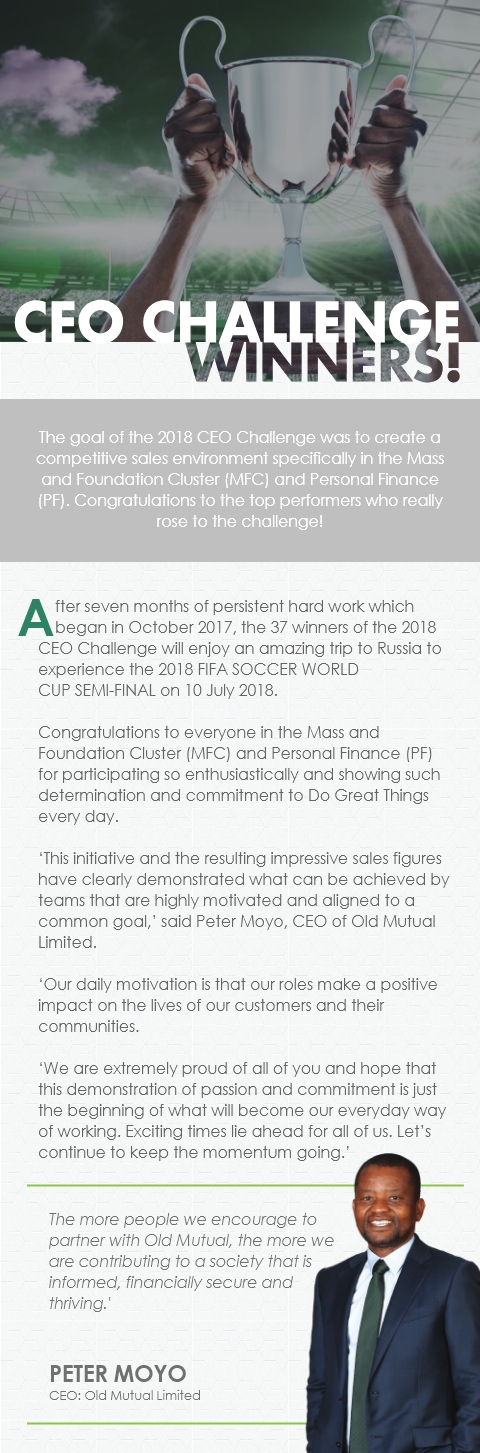 CEO CHALLENGE
WINNERS!
The goal of the 2018 CEO Challenge was to create a
competitive sales environment specifically in the Mass
and Foundation Cluster (MFC) and Personal Finance
(PF). Congratulations to the top performers who really
rose to the challenge!
After seven months of persistent hard work which
began in October 2017, the 37 winners of the 2018
CEO Challenge will enjoy an amazing trip to Russia to
experience the 2018 FIFA SOCCER WORLD
CUP SEMI-FINAL on 10 July 2018.
Congratulations to everyone in the Mass and
Foundation Cluster (MFC) and Personal Finance (PF)
for participating so enthusiastically and showing such
determination and commitment to Do Great Things
every day.
‘This initiative and the resulting impressive sales figures
have clearly demonstrated what can be achieved by
teams that are highly motivated and aligned to a
common goal,’ said Peter Moyo, CEO of Old Mutual
Limited.
‘Our daily motivation is that our roles make a positive
impact on the lives of our customers and their
communities.
‘We are extremely proud of all of you and hope that
this demonstration of passion and commitment is just
the beginning of what will become our everyday way
of working. Exciting times lie ahead for all of us. Let’s
continue to keep the momentum going.’
The more people we encourage to
partner with Old Mutual, the more we
are contributing to a society that is
informed, financially secure and
thriving.'
PETER MOYO
CEO: Old Mutual Limited